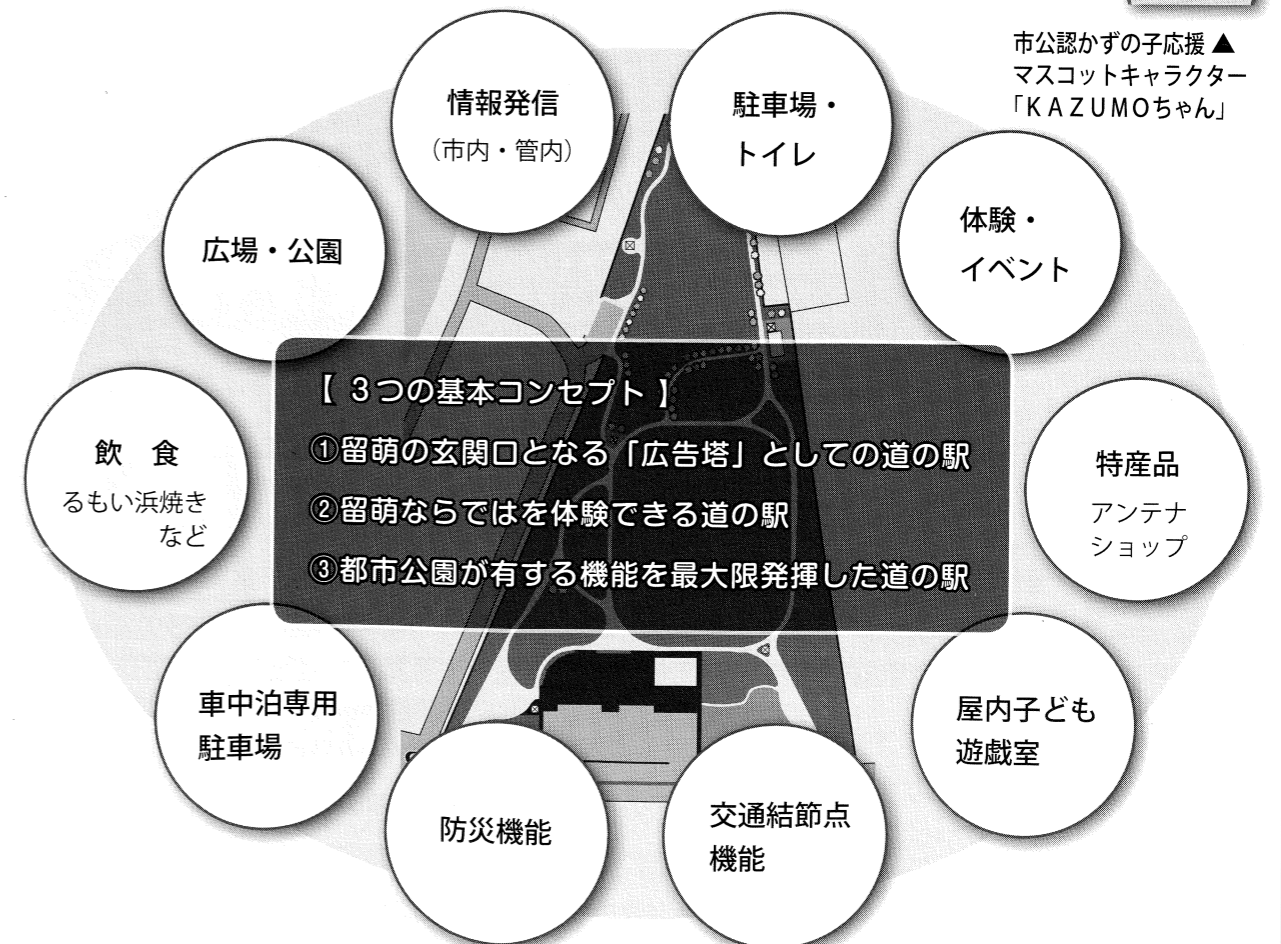 市公認かずの子応援▲
マスコットキャラクター
「KAZUMOちゃん」
情報発信
（市内・管内）
駐車場・
トイレ
広場・公園
体験・
イベント
【 3つの基本コンセプト 】
①留萌の玄関口となる「広告塔」としての道の駅
②留萌ならではを体験できる道の駅
③都市公園が有する機能を最大限発揮した道の駅
飲　食
るもい浜焼き
など
特産品
アンテナ
ショップ
車中泊専用
駐車場
屋内子ども
遊戯室
防災機能
交通結節点
機能